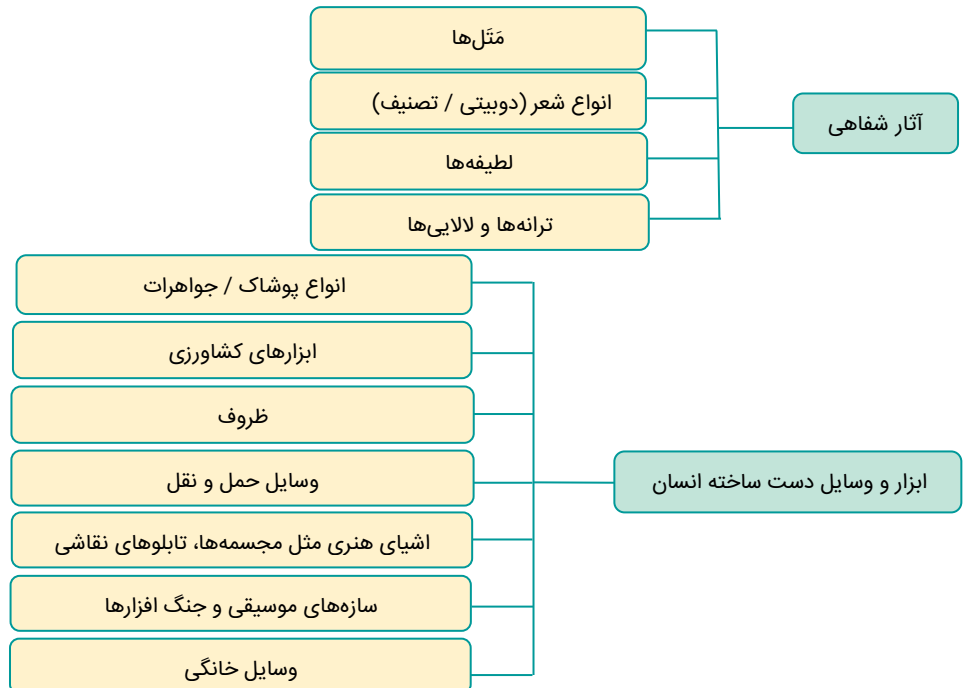 آثار شفاهی
مَتَل‌ها
انواع شعر (دوبیتی / تصنیف)
لطیفه‌ها
ترانه‌ها و لالایی‌ها
ابزار و وسایل دست ساخته انسان
انواع پوشاک / جواهرات
ابزارهای کشاورزی
ظروف
وسایل حمل و نقل
اشیای هنری مثل مجسمه‌ها، تابلوهای نقاشی
سازه‌های موسیقی و جنگ افزارها
وسایل خانگی